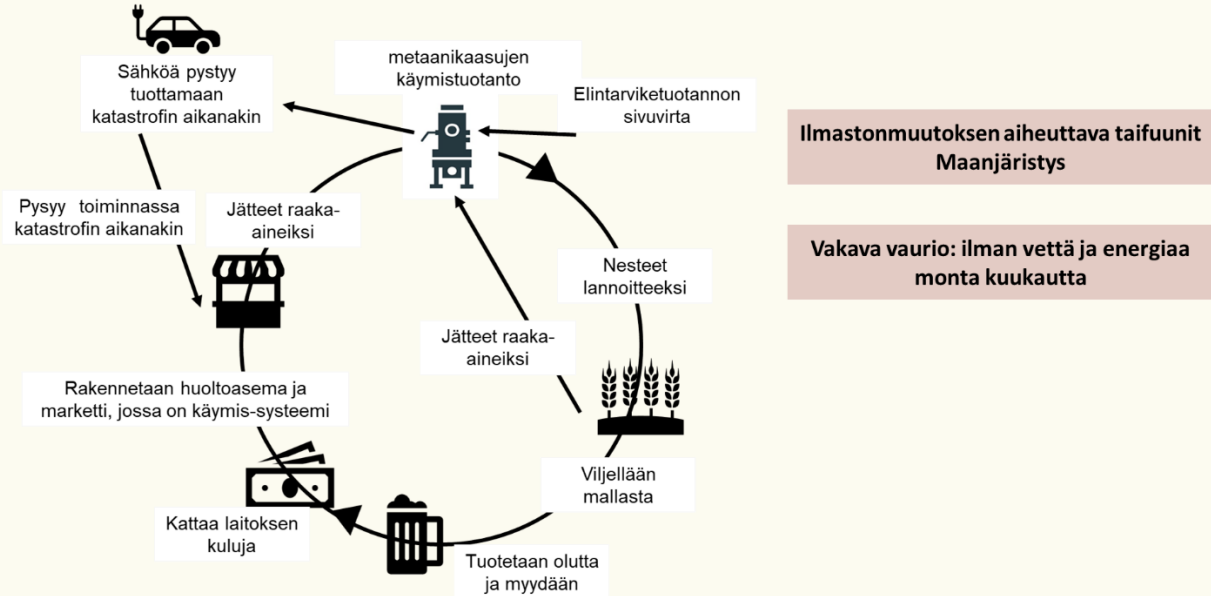 metaanikaasujen
käymistuotanto
Sähköä pystyy
tuottamaan
katastrofin aikanakin
Elintarviketuotannon
sivuvirta
Pysyy toiminnassa
katastrofin aikanakin
Jätteet raaka-
aineiksi
Nesteet
lannoitteeksi
Jätteet raaka-
aineiksi
Rakennetaan huoltoasema ja
marketti, jossa on käymis-systeemi
Viljellään
mallasta
Kattaa laitoksen
kuluja
Tuotetaan olutta
ja myydään
Ilmastonmuutoksen aiheuttava taifuunit
Maanjäristys
Vakava vaurio: ilman vettä ja energiaa
monta kuukautta